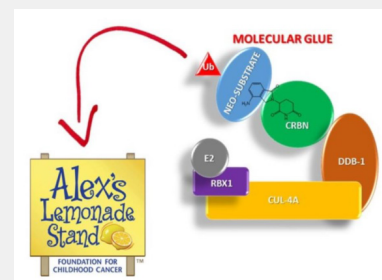 MOLECULAR GLUE
Ub
NEO-SUBSTRATE
CRBN
DDB-1
E2
RBX1
CUL-4A
Alex's
Lemonade
Stand
FOUNDATION FOR
CHILDHOOD CANCER
TM